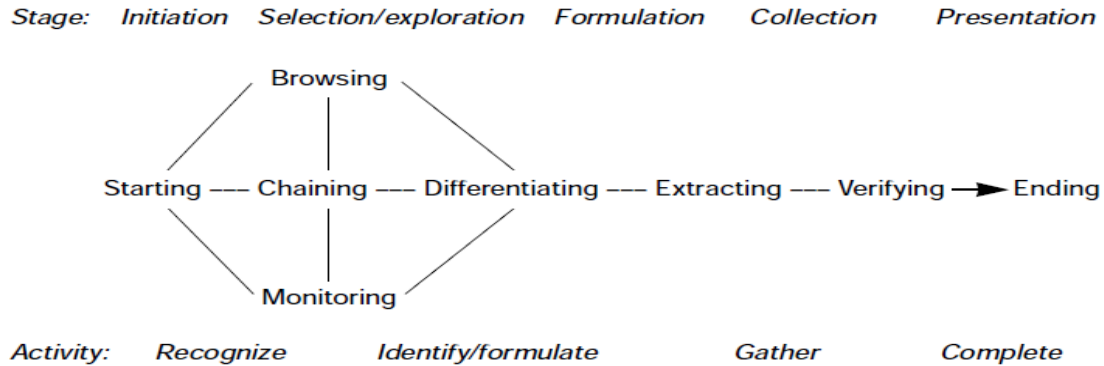 Stage: Initiation Selection/exploration Formulation Collection Presentation
Browsing
Starting Chaining Differentiating Extracting Verifying Ending
Monitoring
Activity: Recognize Identify/formulate Gather Complete